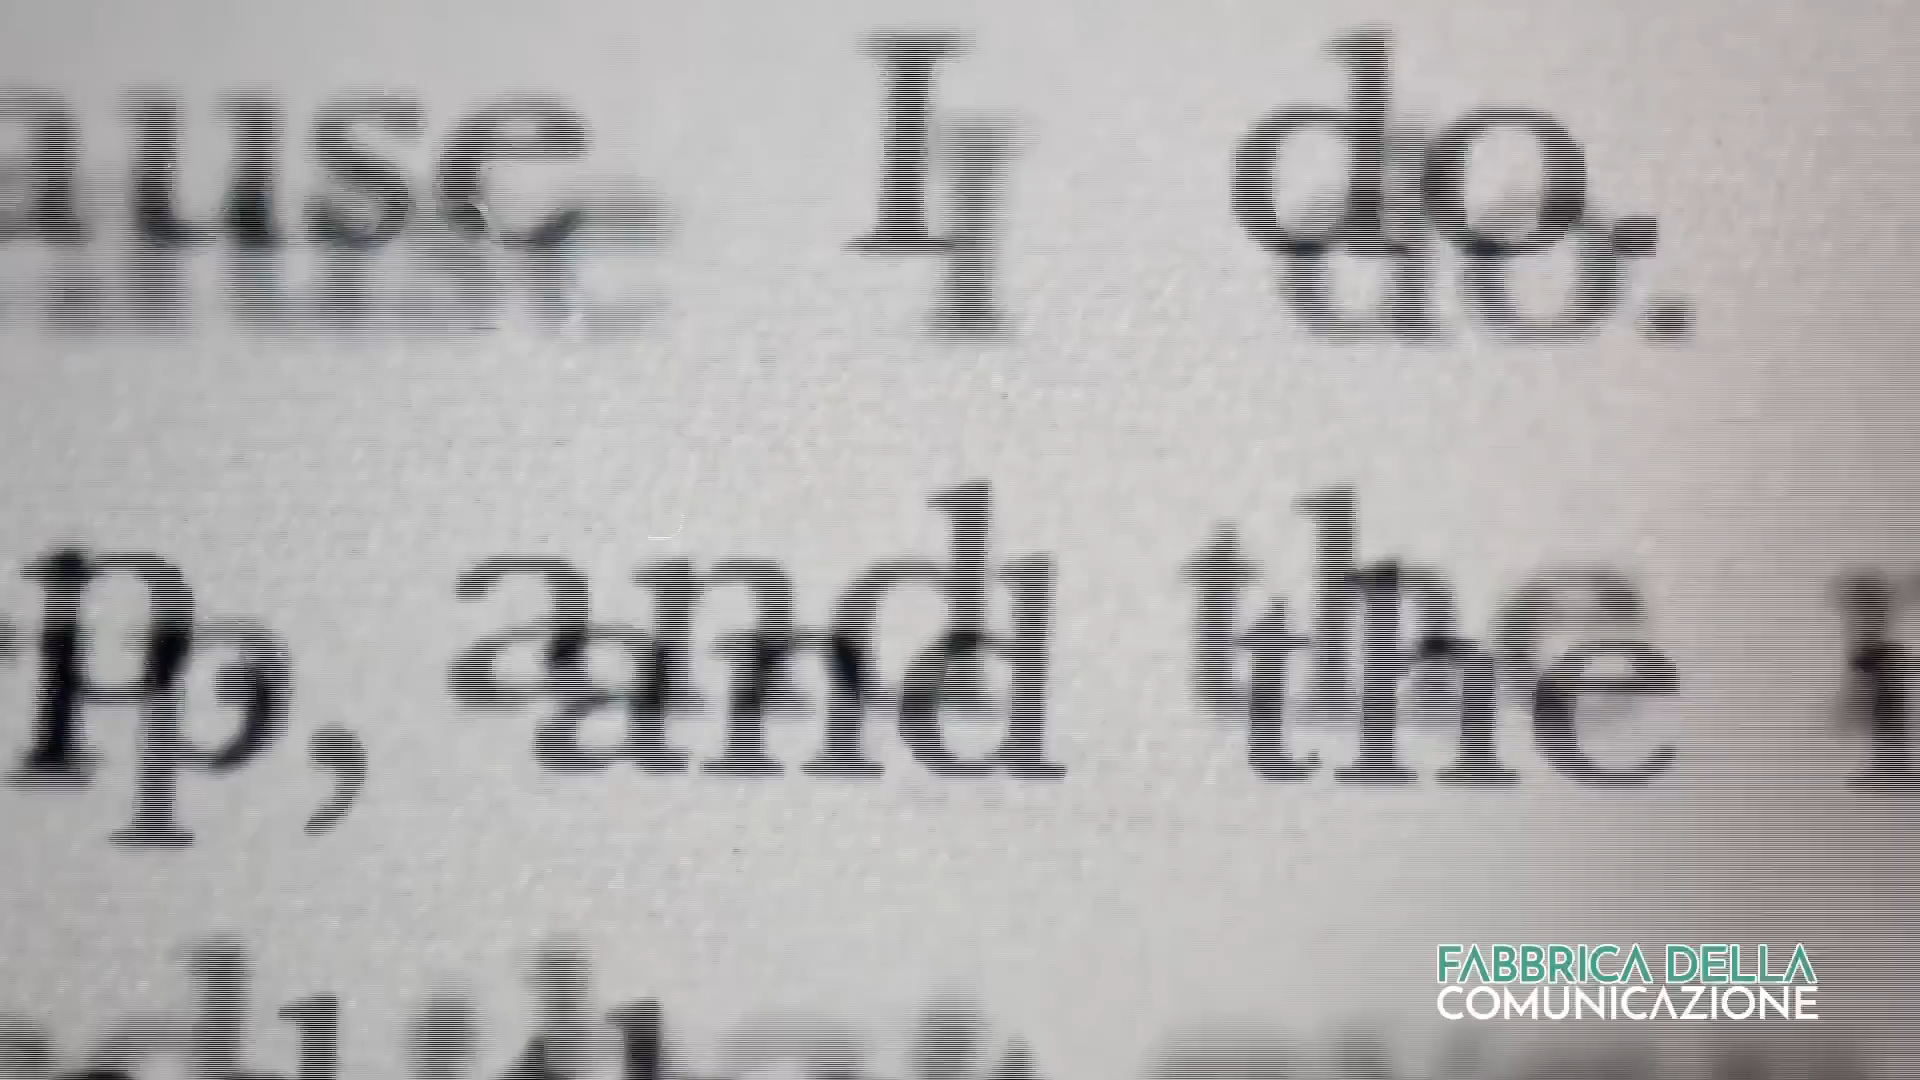 ause I do.
p, and the
FABBRICA DELLA
COMUNICAZIONE